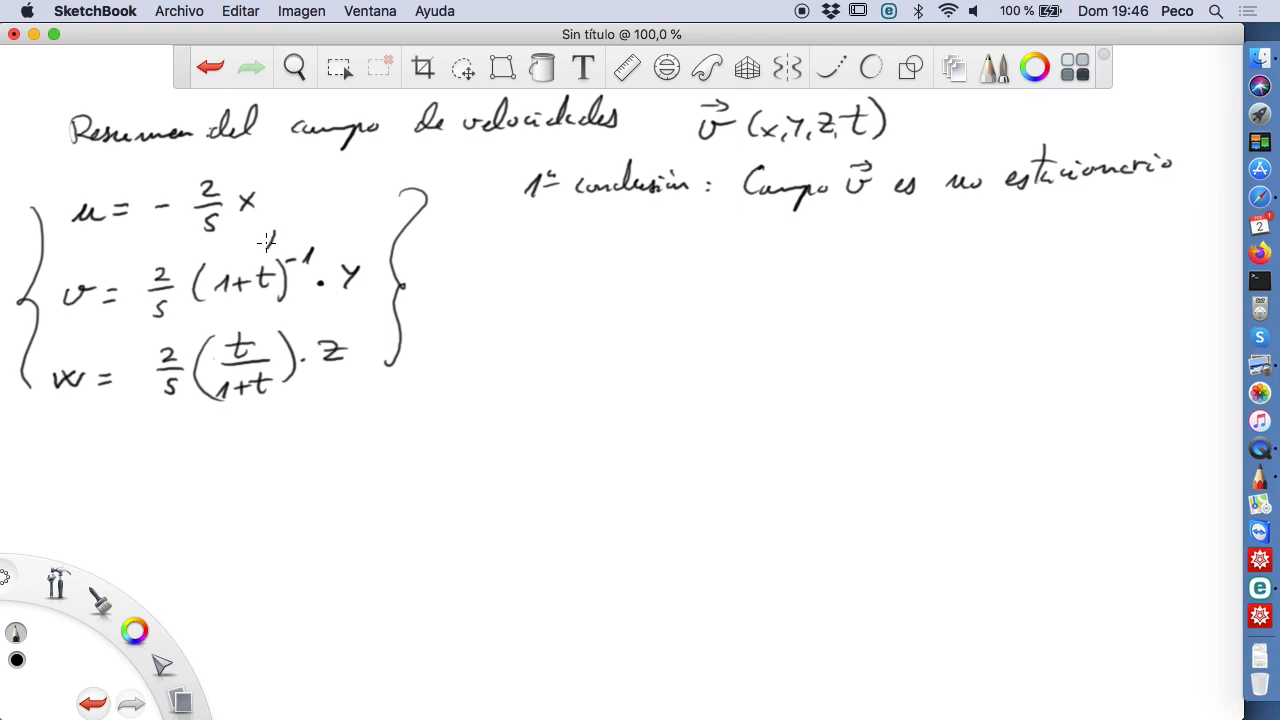 SketchBook Archivo Editar Imagen Ventana Ayuda 100 % Dom 19:46 Peco
Sin título @ 100,0 %
Resumen del campo de velocidades v⃗ (x,y,z,t)
1ª conclusión: Campo v⃗ es no estacionario
u = - 2/5 x
v = 2/5 (1+t)^-1 · y
w = 2/5 (t/1+t) · z